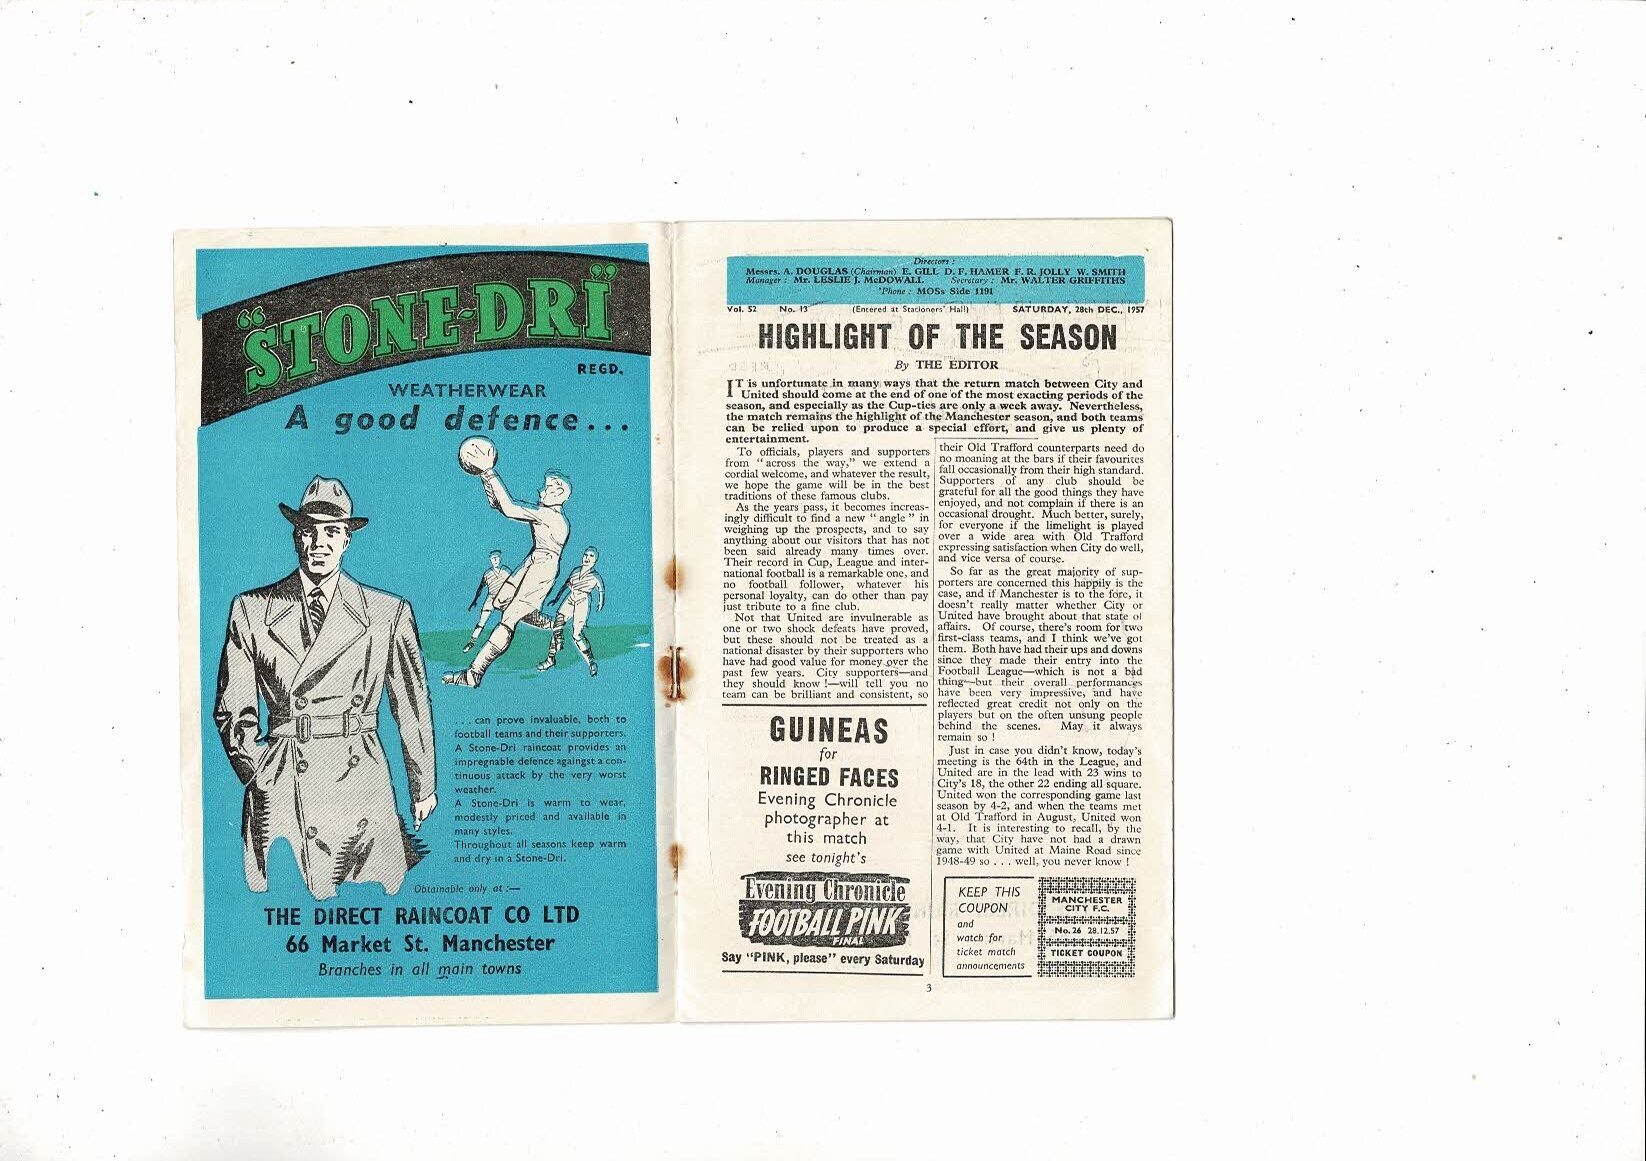 "STONE-DRI"
REGD.
WEATHERWEAR
A good defence...
...can prove invaluable, both to
football teams and their supporters.
A Stone-Dri raincoat provides an
impregnable defence againgst a con-
tinuous attack by the very worst
weather.
A Stone-Dri is warm to wear,
modestly priced and available in
many styles.
Throughout all seasons keep warm
and dry in a Stone-Dri.
Obtainable only at :—
THE DIRECT RAINCOAT CO LTD
66 Market St. Manchester
Branches in all main towns
Directors :
Messrs. A. DOUGLAS (Chairman) E. GILL D. F. HAMER F. R. JOLLY W. SMITH
Manager : Mr. LESLIE J. McDOWALL Secretary : Mr. WALTER GRIFFITHS
'Phone : MOSs Side 1191
Vol. 52 No. 13 (Entered at Stationers' Hall) SATURDAY, 28th DEC., 1957
HIGHLIGHT OF THE SEASON
By THE EDITOR
IT is unfortunate in many ways that the return match between City and
United should come at the end of one of the most exacting periods of the
season, and especially as the Cup-ties are only a week away. Nevertheless,
the match remains the highlight of the Manchester season, and both teams
can be relied upon to produce a special effort, and give us plenty of
entertainment.
To officials, players and supporters
from "across the way," we extend a
cordial welcome, and whatever the result,
we hope the game will be in the best
traditions of these famous clubs.
As the years pass, it becomes increas-
ingly difficult to find a new "angle" in
weighing up the prospects, and to say
anything about our visitors that has not
been said already many times over.
Their record in Cup, League and inter-
national football is a remarkable one, and
no football follower, whatever his
personal loyalty, can do other than pay
just tribute to a fine club.
Not that United are invulnerable as
one or two shock defeats have proved,
but these should not be treated as a
national disaster by their supporters who
have had good value for money over the
past few years. City supporters—and
they should know !—will tell you no
team can be brilliant and consistent, so
their Old Trafford counterparts need do
no moaning at the bars if their favourites
fall occasionally from their high standard.
Supporters of any club should be
grateful for all the good things they have
enjoyed, and not complain if there is an
occasional drought. Much better, surely,
for everyone if the limelight is played
over a wide area with Old Trafford
expressing satisfaction when City do well,
and vice versa of course.
So far as the great majority of sup-
porters are concerned this happily is the
case, and if Manchester is to the fore, it
doesn't really matter whether City or
United have brought about that state of
affairs. Of course, there's room for two
first-class teams, and I think we've got
them. Both have had their ups and downs
since they made their entry into the
Football League—which is not a bad
thing—but their overall performances
have been very impressive, and have
reflected great credit not only on the
players but on the often unsung people
behind the scenes. May it always
remain so !
Just in case you didn't know, today's
meeting is the 64th in the League, and
United are in the lead with 23 wins to
City's 18, the other 22 ending all square.
United won the corresponding game last
season by 4-2, and when the teams met
at Old Trafford in August, United won
4-1. It is interesting to recall, by the
way, that City have not had a drawn
game with United at Maine Road since
1948-49 so . . . well, you never know !
GUINEAS
for
RINGED FACES
Evening Chronicle
photographer at
this match
see tonight's
Evening Chronicle
FOOTBALL PINK
FINAL
Say "PINK, please" every Saturday
KEEP THIS
COUPON
and
watch for
ticket match
announcements
MANCHESTER
CITY F.C.
No. 26 28.12.57
TICKET COUPON
3